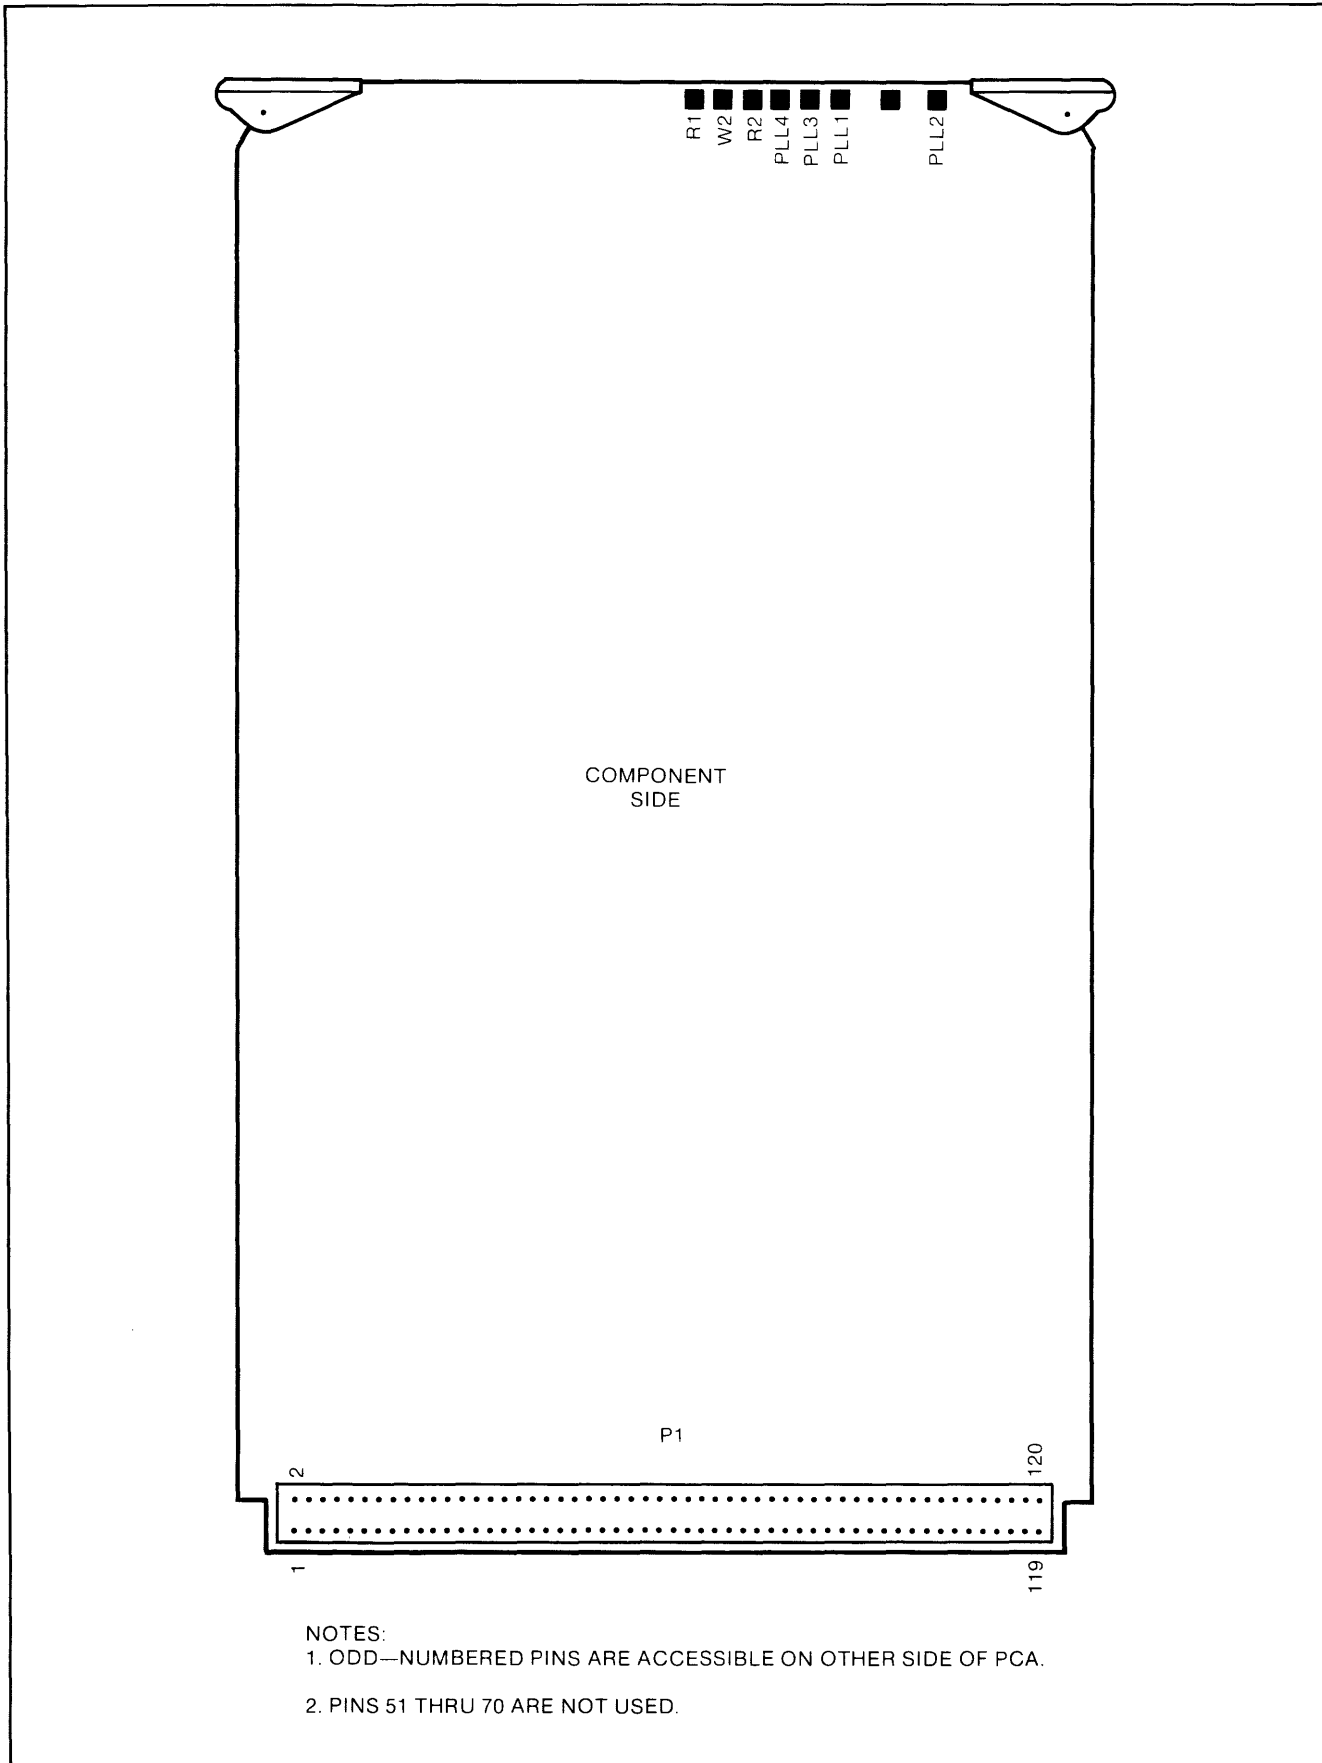 R1
W2
R2
PLL4
PLL3
PLL1
PLL2
COMPONENT
SIDE
P1
2
120
1
119
NOTES:
1. ODD—NUMBERED PINS ARE ACCESSIBLE ON OTHER SIDE OF PCA.
2. PINS 51 THRU 70 ARE NOT USED.